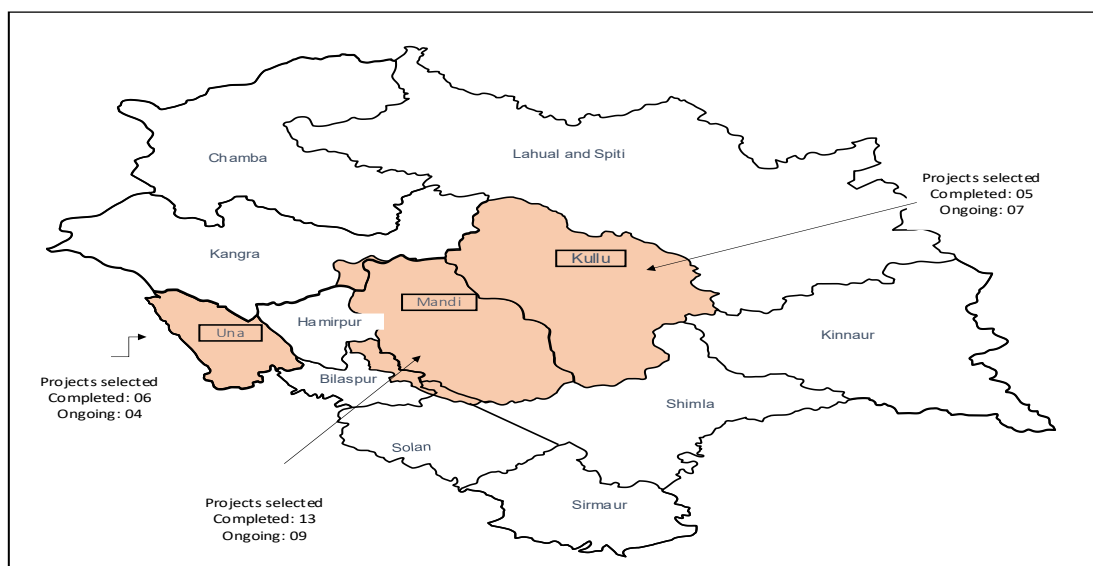 Chamba
Lahual and Spiti
Projects selected
Completed: 05
Ongoing: 07
Kangra
Kullu
Mandi
Una
Hamirpur
Kinnaur
Projects selected
Completed: 06
Ongoing: 04
Bilaspur
Shimla
Solan
Projects selected
Completed: 13
Ongoing: 09
Sirmaur